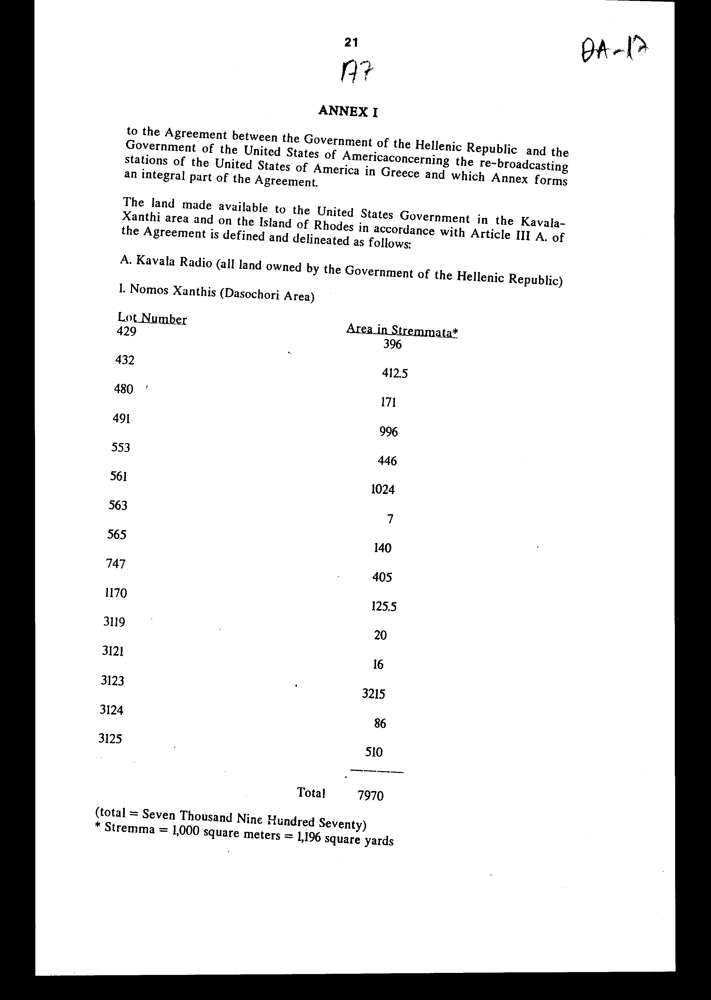 21
A7
ANNEX I
to the Agreement between the Government of the Hellenic Republic and the
Government of the United States of Americaconcerning the re-broadcasting
stations of the United States of America in Greece and which Annex forms
an integral part of the Agreement.
The land made available to the United States Government in the Kavala-
Xanthi area and on the Island of Rhodes in accordance with Article III A. of
the Agreement is defined and delineated as follows:
A. Kavala Radio (all land owned by the Government of the Hellenic Republic)
1. Nomos Xanthis (Dasochori Area)
Lot Number Area in Stremmata*
429 396
432 412.5
480 171
491 996
553 446
561 1024
563 7
565 140
747 405
1170 125.5
3119 20
3121 16
3123 3215
3124 86
3125 510
Total 7970
(total = Seven Thousand Nine Hundred Seventy)
* Stremma = 1,000 square meters = 1,196 square yards